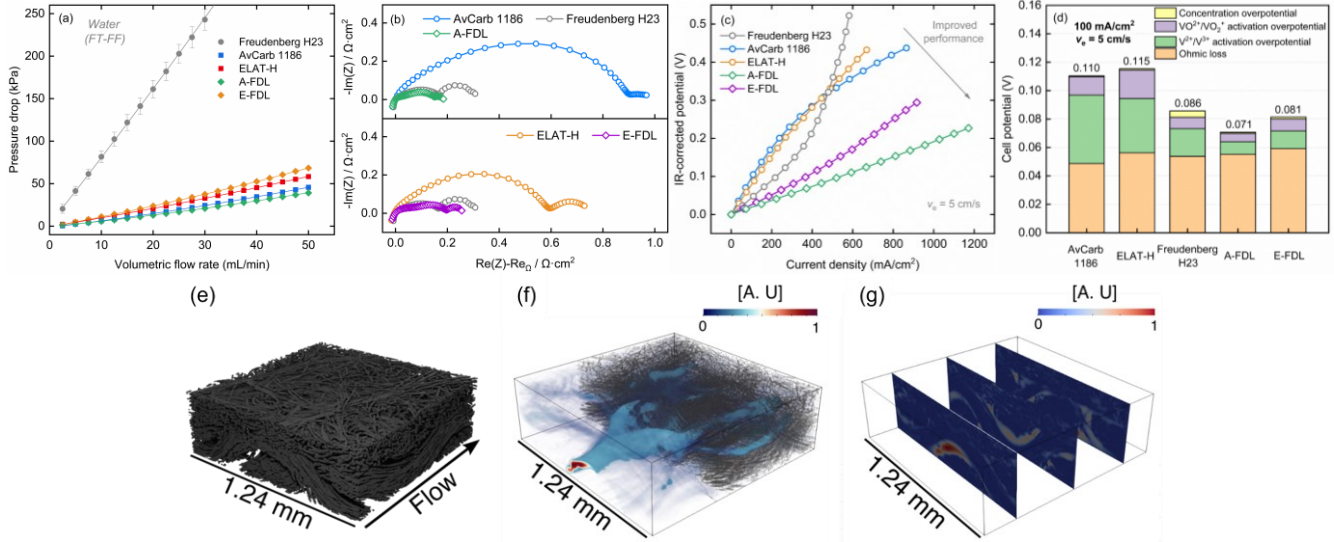 (a)
Water
(FT-FF)
Freudenberg H23
AvCarb 1186
ELAT-H
A-FDL
E-FDL
Pressure drop (kPa)
250
200
150
100
50
0
0 10 20 30 40 50
Volumetric flow rate (mL/min)
(b)
AvCarb 1186
Freudenberg H23
A-FDL
-Im(Z) / Ω·cm²
-0.4
-0.2
0.0
ELAT-H
E-FDL
-Im(Z) / Ω·cm²
-0.4
-0.2
0.0
0.0 0.2 0.4 0.6 0.8 1.0
Re(Z)-ReΩ / Ω·cm²
(c)
Freudenberg H23
AvCarb 1186
ELAT-H
A-FDL
E-FDL
Improved
performance
IR-corrected potential (V)
0.5
0.4
0.3
0.2
0.1
0.0
vₑ = 5 cm/s
0 200 400 600 800 1000 1200
Current density (mA/cm²)
(d)
100 mA/cm²
vₑ = 5 cm/s
Concentration overpotential
VO²⁺/VO₂⁺ activation overpotential
V²⁺/V³⁺ activation overpotential
Ohmic loss
Cell potential (V)
0.16
0.14
0.12
0.10
0.08
0.06
0.04
0.02
0.00
0.110
0.115
0.086
0.071
0.081
AvCarb
1186
ELAT-H
Freudenberg
H23
A-FDL
E-FDL
(e)
1.24 mm
Flow
(f)
[A. U]
0 1
1.24 mm
(g)
[A. U]
0 1
1.24 mm